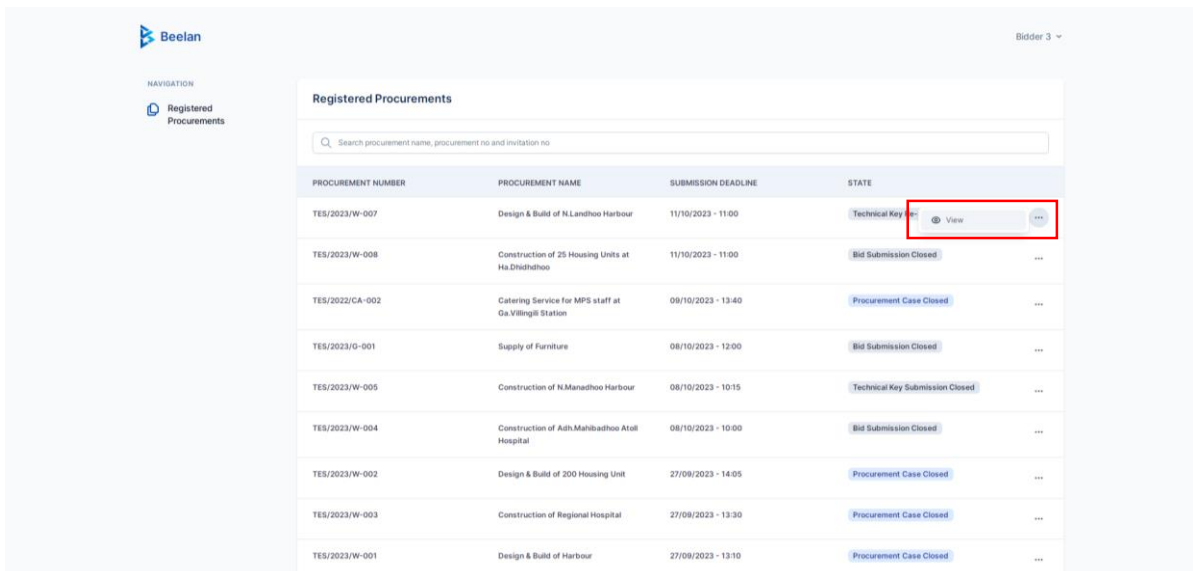 Beelan
Bidder 3
NAVIGATION
Registered
Procurements
Registered Procurements
Search procurement name, procurement no and invitation no
PROCUREMENT NUMBER PROCUREMENT NAME SUBMISSION DEADLINE STATE
TES/2023/W-007 Design & Build of N.Landhoo Harbour 11/10/2023 - 11:00 Technical Key Re- View
TES/2023/W-008 Construction of 25 Housing Units at 11/10/2023 - 11:00 Bid Submission Closed
Ha.Dhidhdhoo
TES/2022/CA-002 Catering Service for MPS staff at 09/10/2023 - 13:40 Procurement Case Closed
Ga.Villingili Station
TES/2023/G-001 Supply of Furniture 08/10/2023 - 12:00 Bid Submission Closed
TES/2023/W-005 Construction of N.Manadhoo Harbour 08/10/2023 - 10:15 Technical Key Submission Closed
TES/2023/W-004 Construction of Adh.Mahibadhoo Atoll 08/10/2023 - 10:00 Bid Submission Closed
Hospital
TES/2023/W-002 Design & Build of 200 Housing Unit 27/09/2023 - 14:05 Procurement Case Closed
TES/2023/W-003 Construction of Regional Hospital 27/09/2023 - 13:30 Procurement Case Closed
TES/2023/W-001 Design & Build of Harbour 27/09/2023 - 13:10 Procurement Case Closed